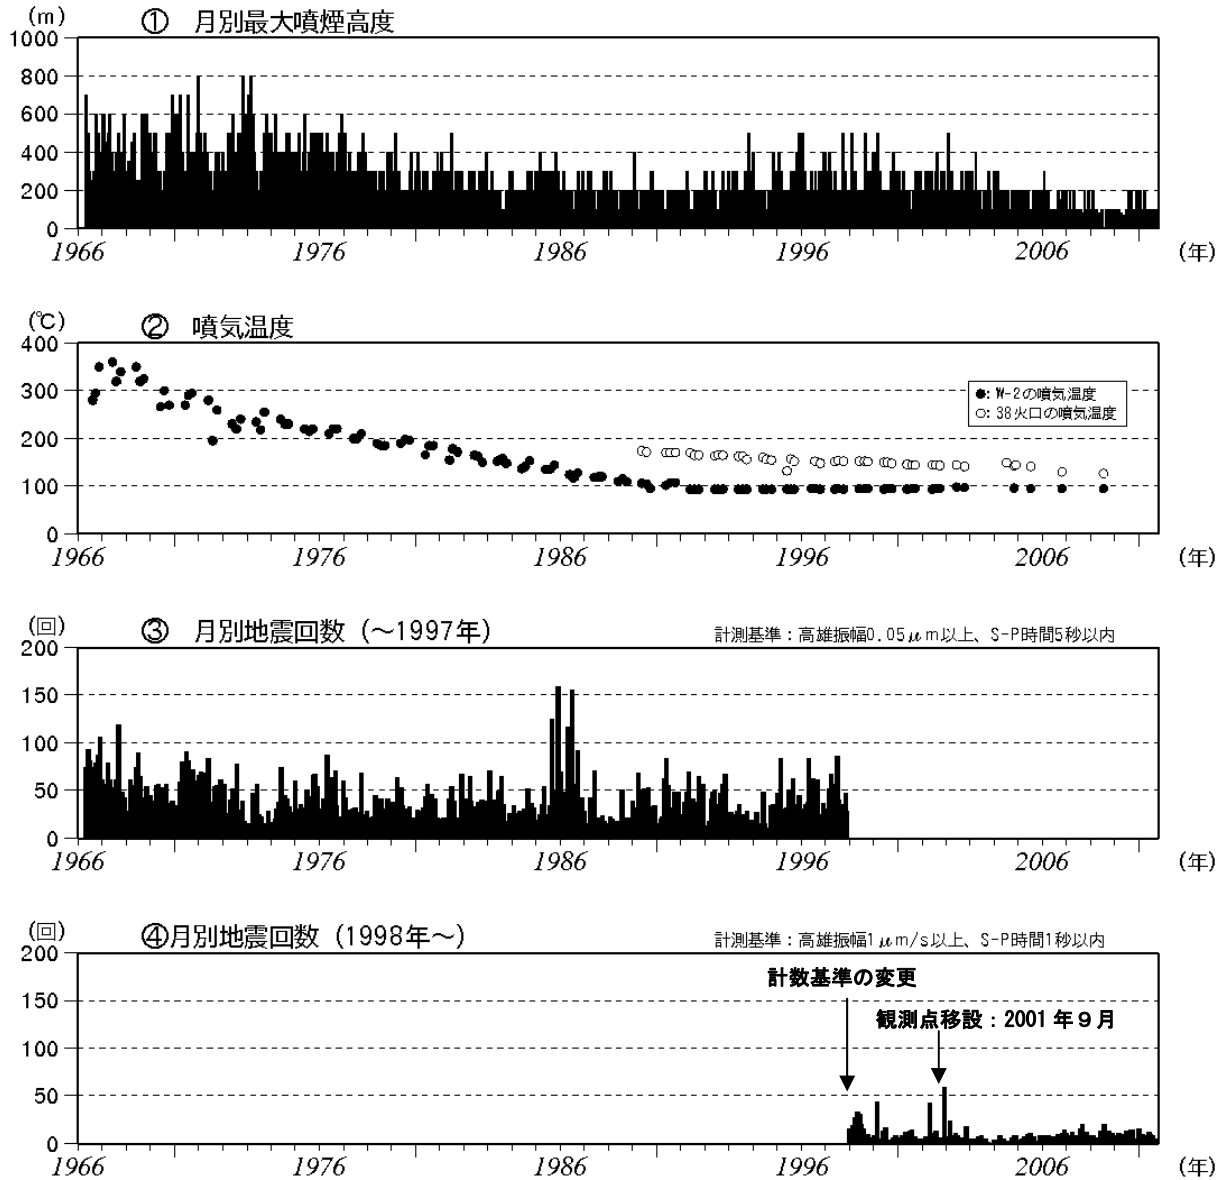 (m)
① 月別最大噴煙高度
1000
800
600
400
200
0
1966 1976 1986 1996 2006 (年)
(℃)
② 噴気温度
400
300
200
100
0
●: W-2の噴気温度
○: 38火口の噴気温度
1966 1976 1986 1996 2006 (年)
(回)
③ 月別地震回数 (～1997年)
計測基準：高雄振幅0.05μm以上、S-P時間5秒以内
200
150
100
50
0
1966 1976 1986 1996 2006 (年)
(回)
④月別地震回数 (1998年～)
計測基準：高雄振幅1μm/s以上、S-P時間1秒以内
200
150
100
50
0
計数基準の変更
観測点移設：2001年9月
1966 1976 1986 1996 2006 (年)